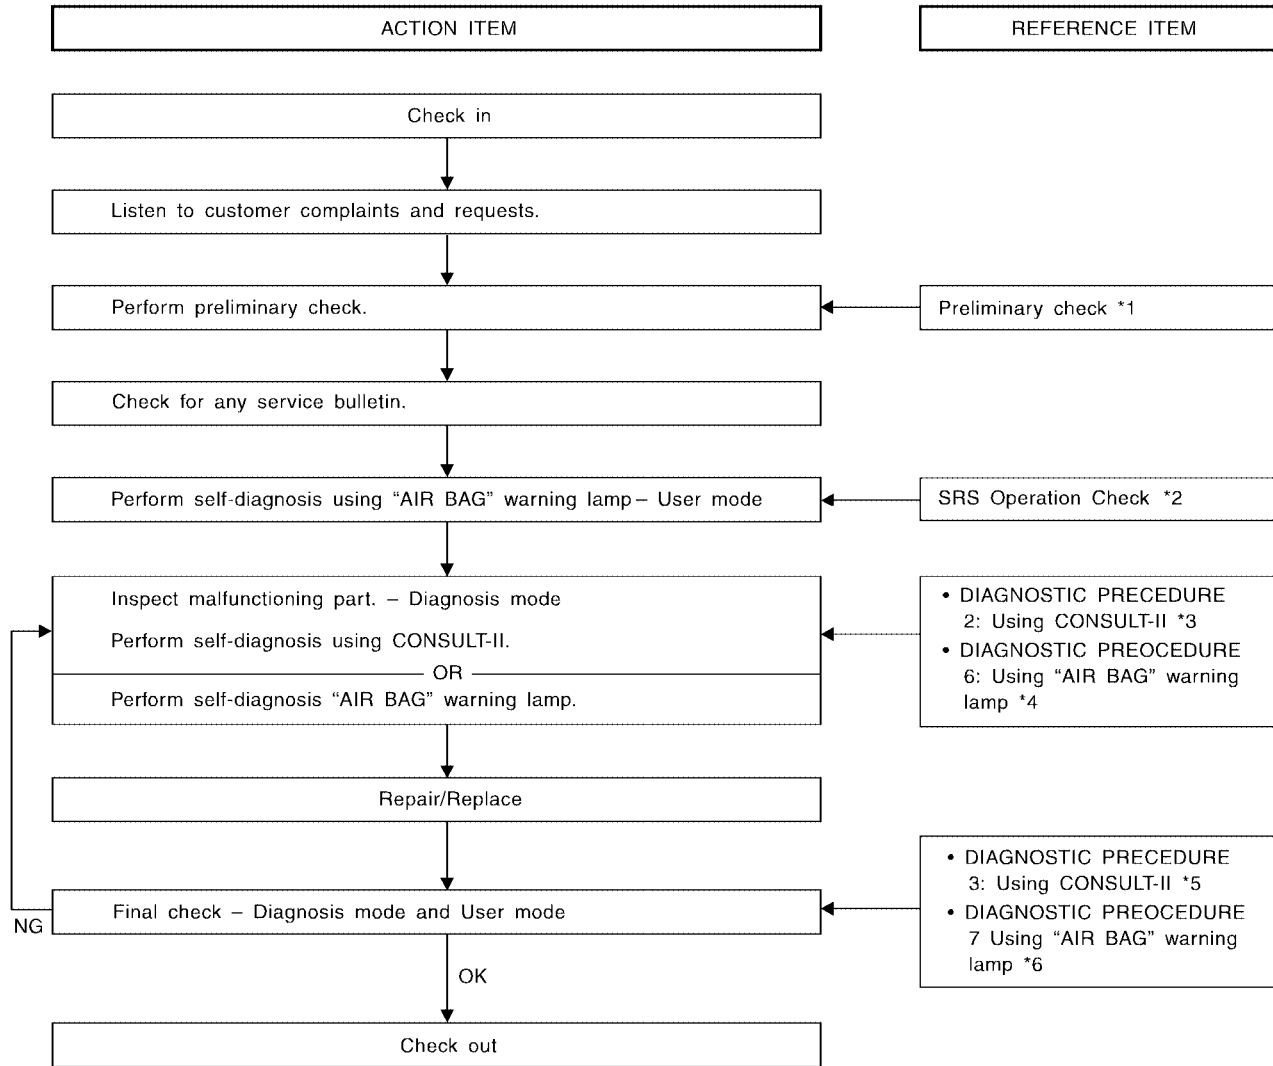 ACTION ITEM
REFERENCE ITEM
Check in
Listen to customer complaints and requests.
Perform preliminary check.
Preliminary check *1
Check for any service bulletin.
Perform self-diagnosis using “AIR BAG” warning lamp – User mode
SRS Operation Check *2
Inspect malfunctioning part. – Diagnosis mode
Perform self-diagnosis using CONSULT-II.
OR
Perform self-diagnosis “AIR BAG” warning lamp.
• DIAGNOSTIC PRECEDURE
2: Using CONSULT-II *3
• DIAGNOSTIC PREOCEDURE
6: Using “AIR BAG” warning
lamp *4
Repair/Replace
Final check – Diagnosis mode and User mode
• DIAGNOSTIC PRECEDURE
3: Using CONSULT-II *5
• DIAGNOSTIC PREOCEDURE
7 Using “AIR BAG” warning
lamp *6
NG
OK
Check out